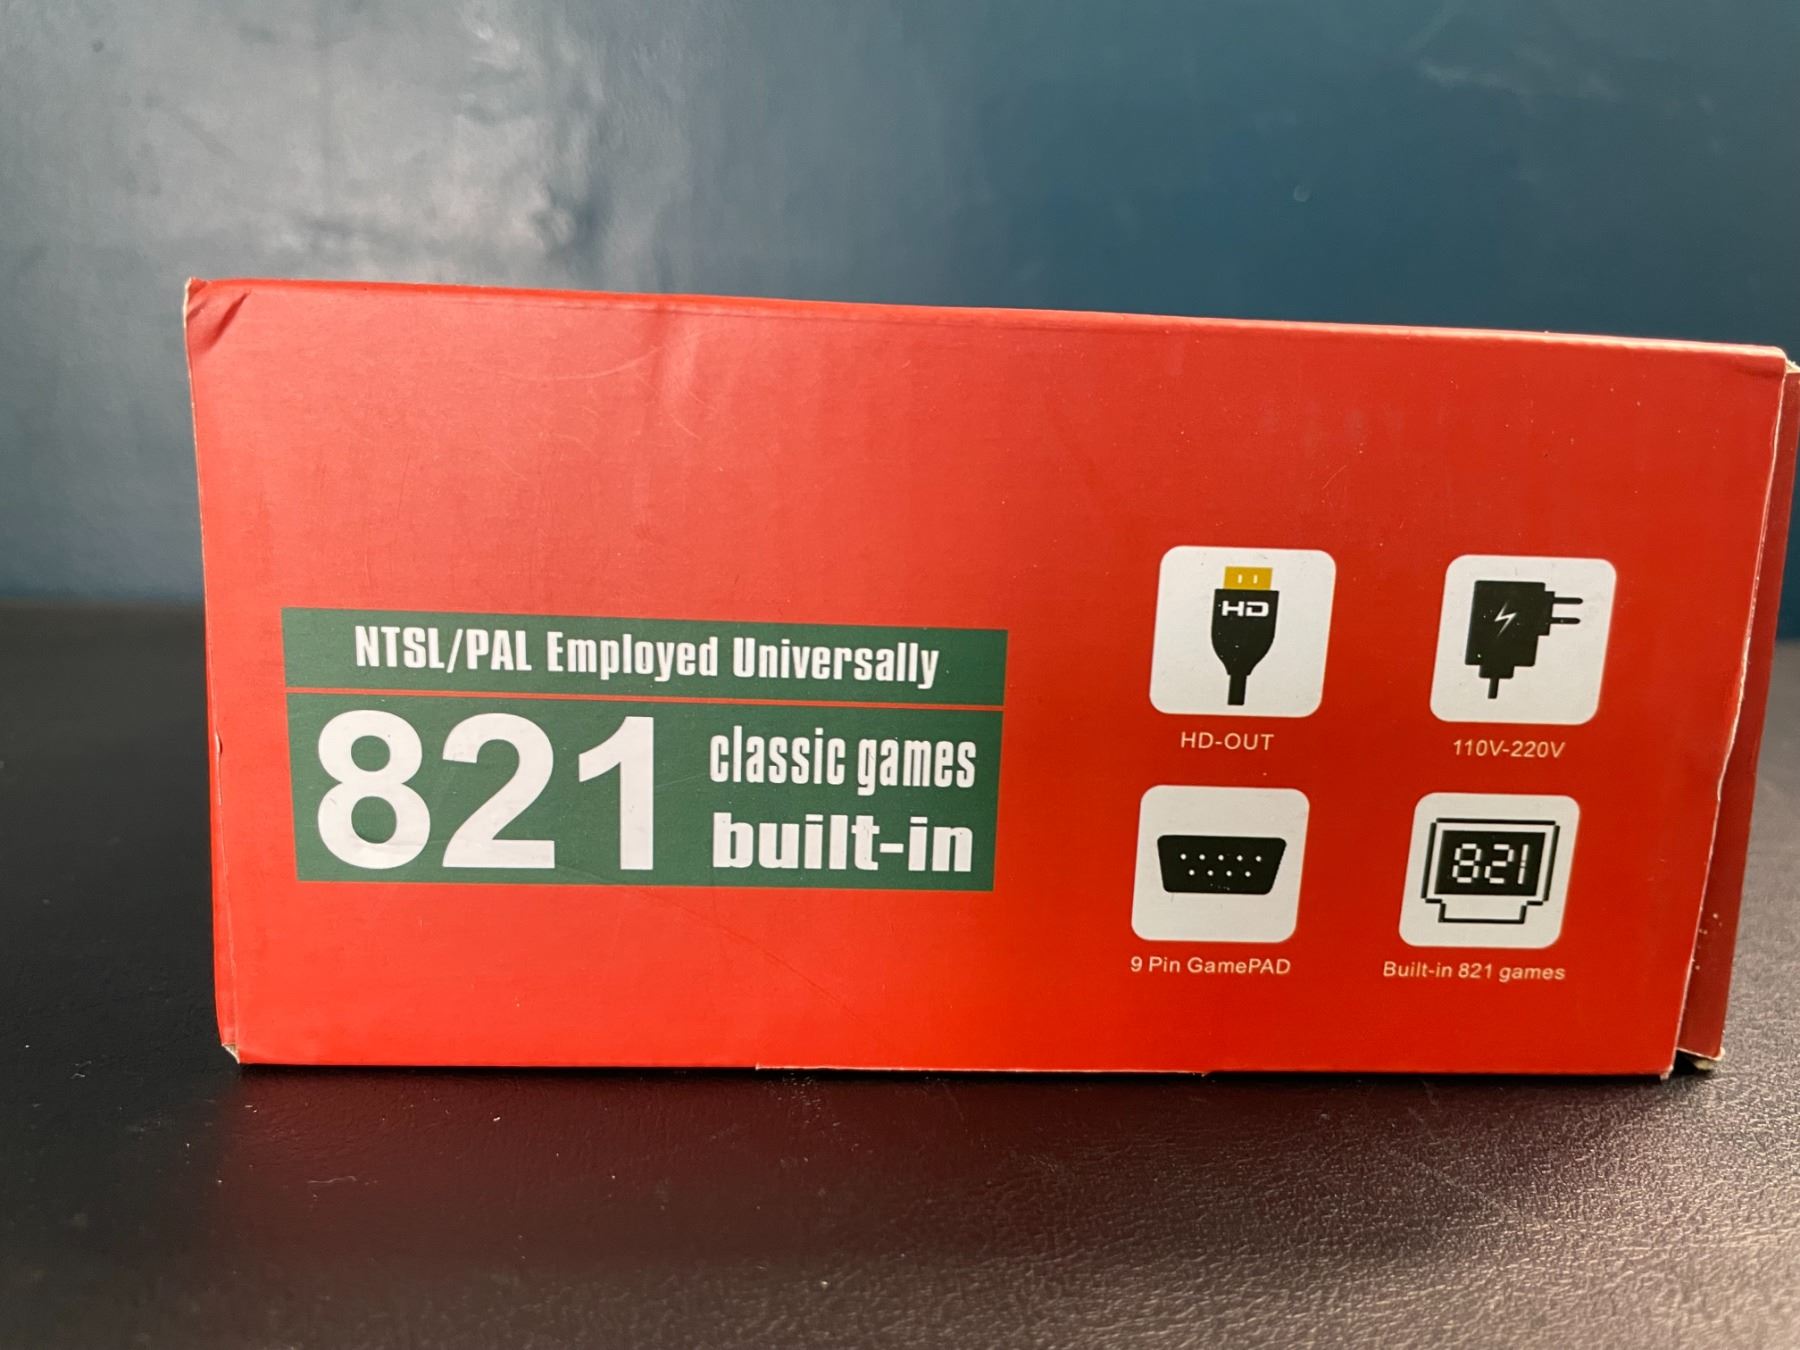 NTSL/PAL Employed Universally
821 classic games
built-in
HD
HD-OUT
110V-220V
9 Pin GamePAD
821
Built-in 821 games